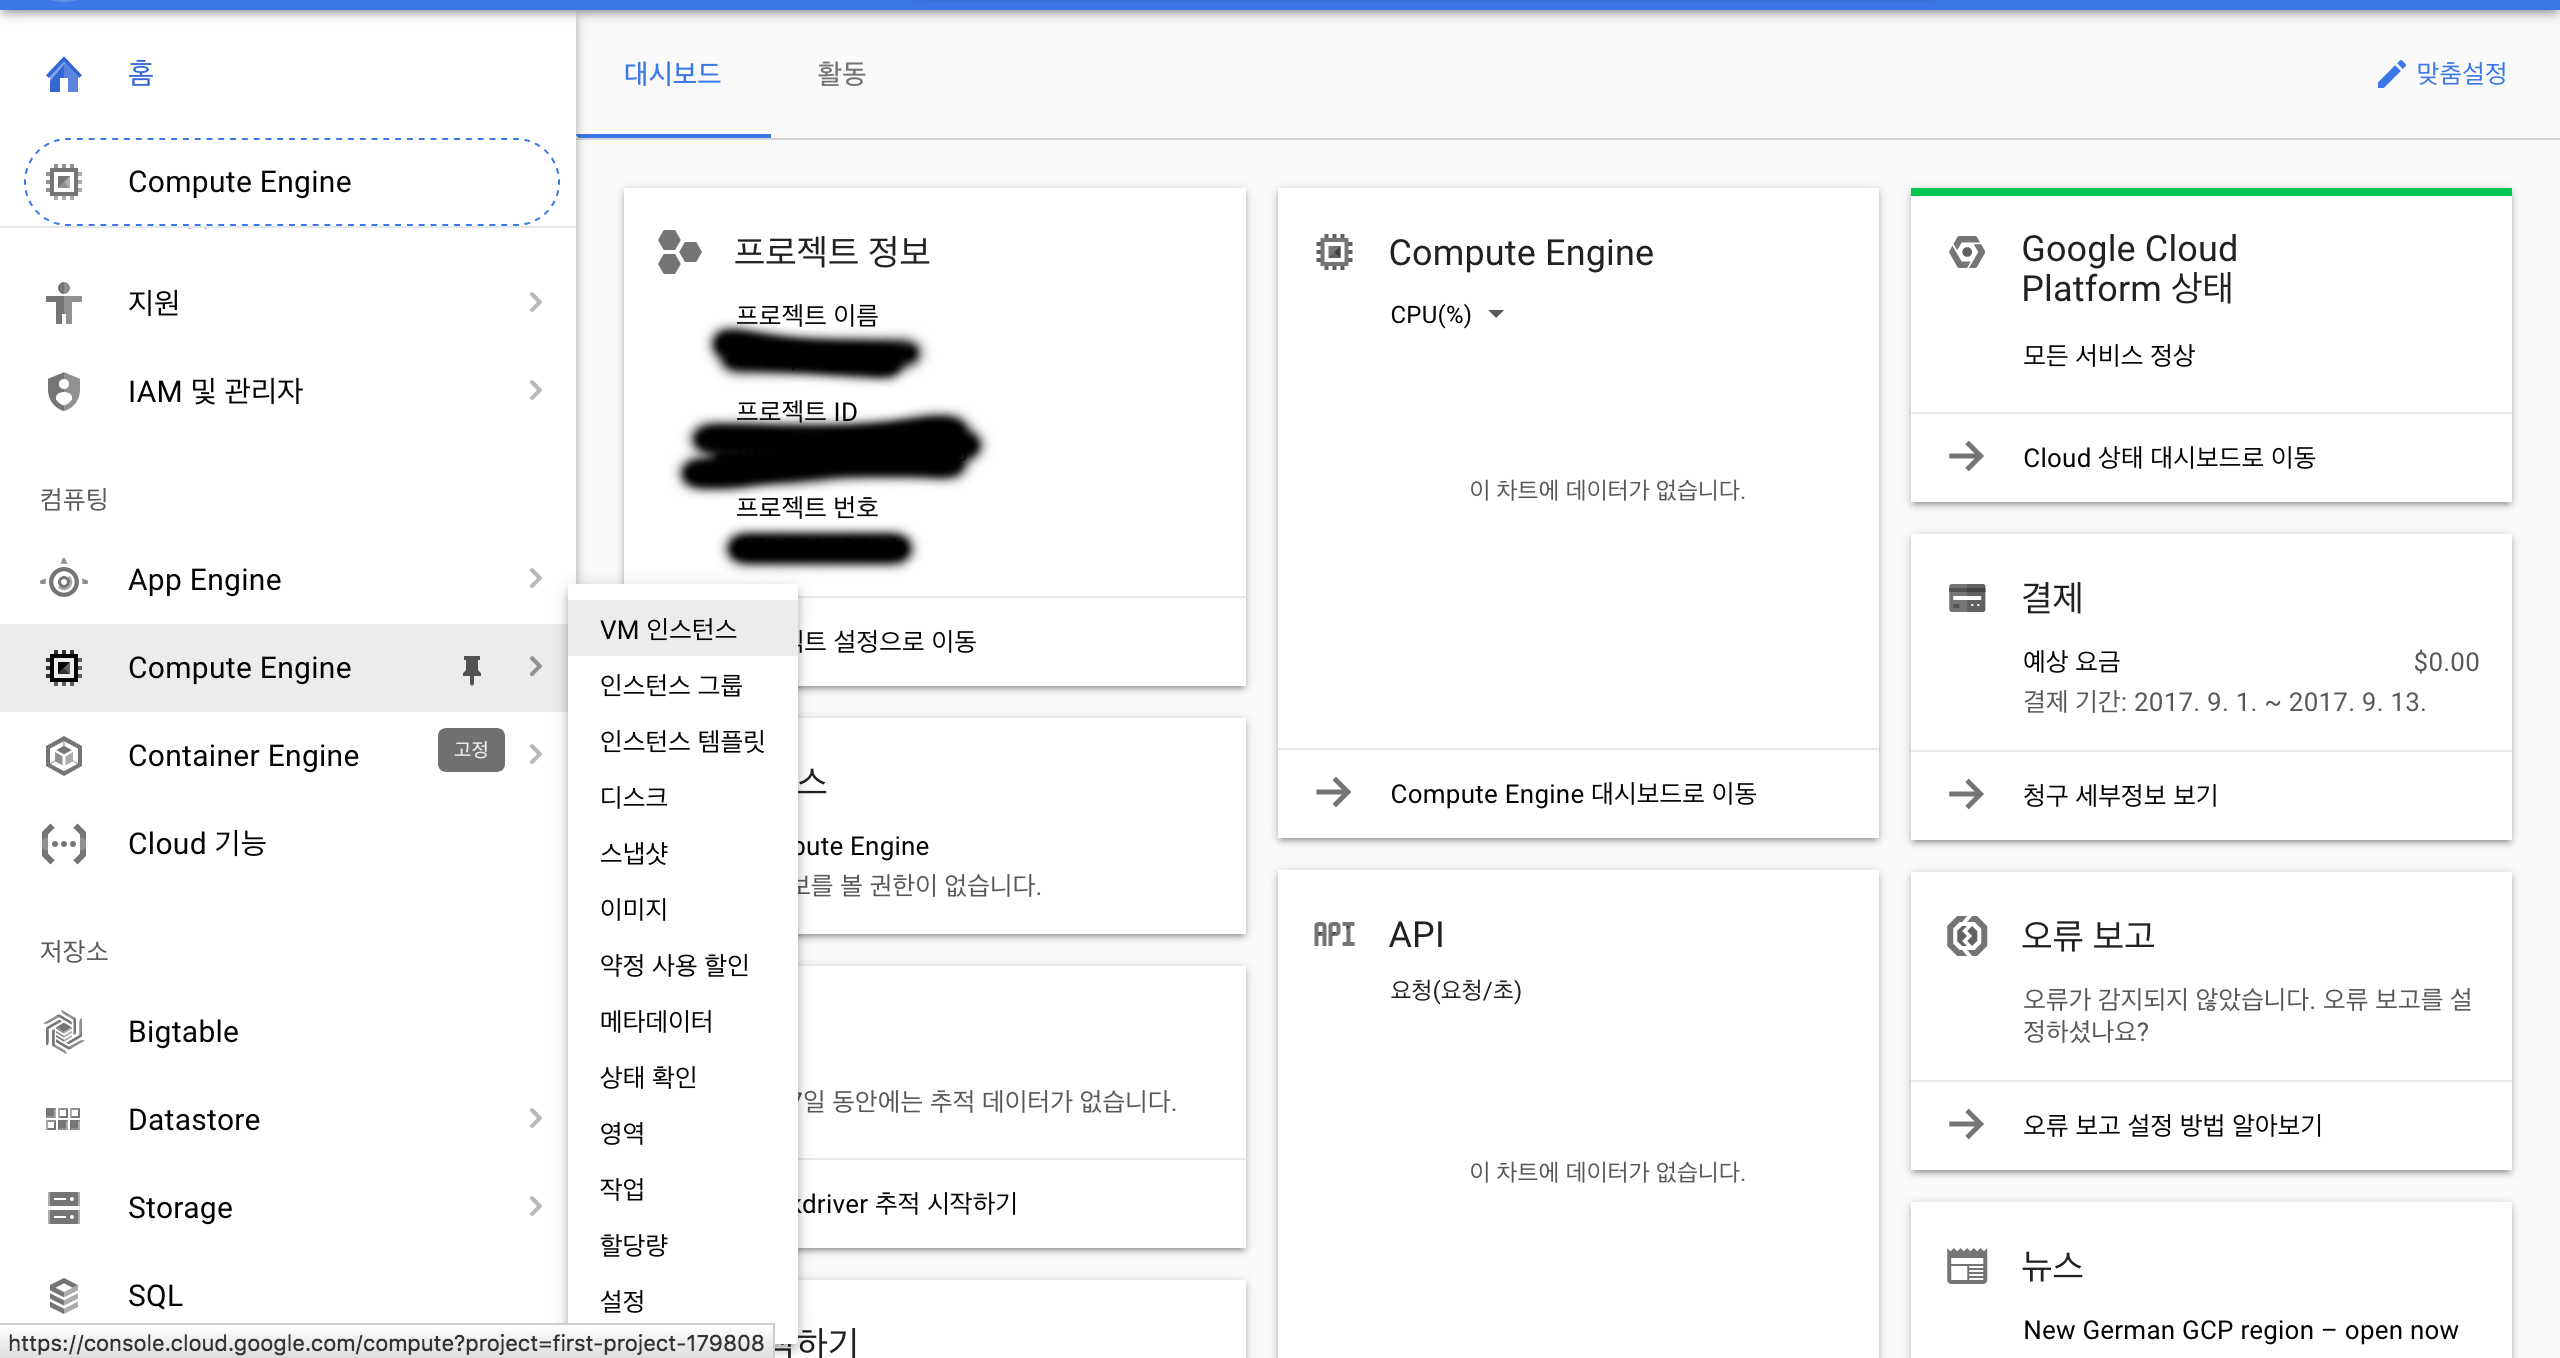 홈
Compute Engine
지원
IAM 및 관리자
컴퓨팅
App Engine
Compute Engine
Container Engine
고정
Cloud 기능
저장소
Bigtable
Datastore
Storage
SQL
https://console.cloud.google.com/compute?project=first-project-179808
VM 인스턴스
인스턴스 그룹
인스턴스 템플릿
디스크
스냅샷
이미지
약정 사용 할인
메타데이터
상태 확인
영역
작업
할당량
설정
대시보드
활동
맞춤설정
프로젝트 정보
프로젝트 이름
프로젝트 ID
프로젝트 번호
설정으로 이동
스
Engine
볼 권한이 없습니다.
7일 동안에는 추적 데이터가 없습니다.
추적 시작하기
하기
Compute Engine
CPU(%)
이 차트에 데이터가 없습니다.
Compute Engine 대시보드로 이동
API
API
요청(요청/초)
이 차트에 데이터가 없습니다.
Google Cloud
Platform 상태
모든 서비스 정상
Cloud 상태 대시보드로 이동
결제
예상 요금 $0.00
결제 기간: 2017. 9. 1. ~ 2017. 9. 13.
청구 세부정보 보기
오류 보고
오류가 감지되지 않았습니다. 오류 보고를 설
정하셨나요?
오류 보고 설정 방법 알아보기
뉴스
New German GCP region – open now